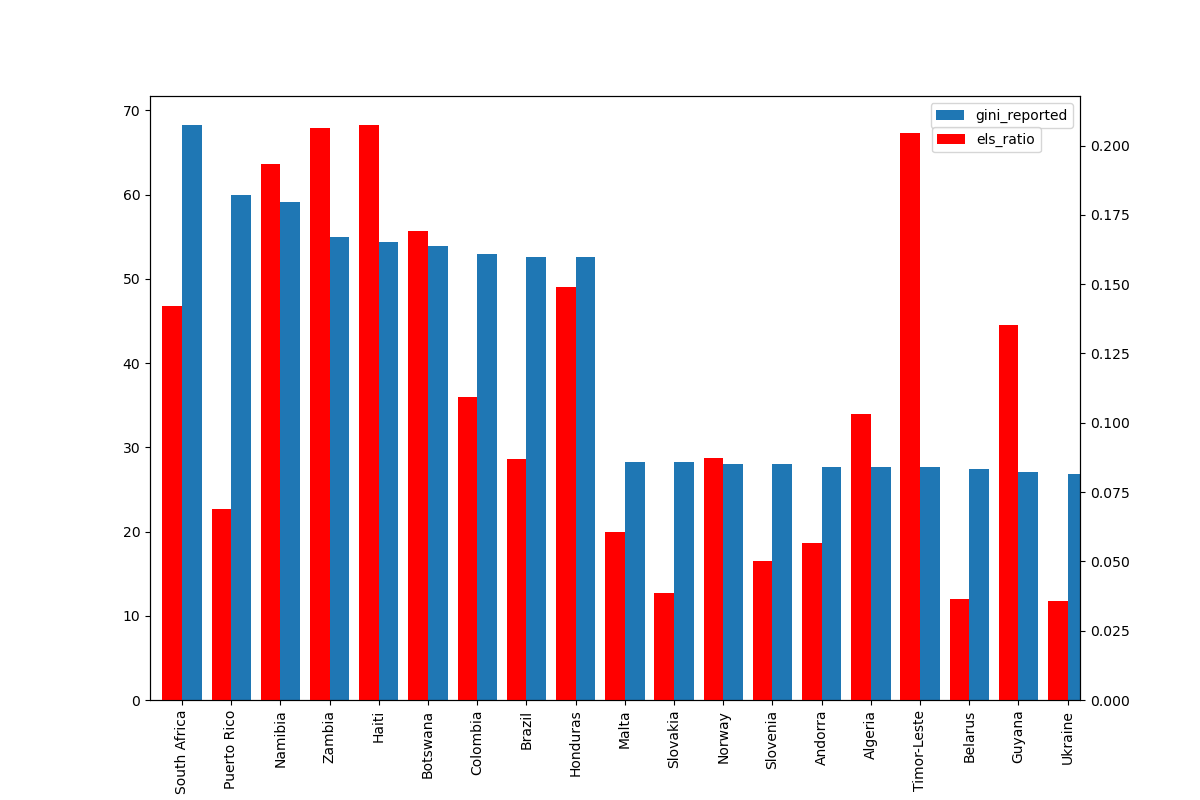 70
60
50
40
30
20
10
0
gini_reported
els_ratio
0.200
0.175
0.150
0.125
0.100
0.075
0.050
0.025
0.000
South Africa
Puerto Rico
Namibia
Zambia
Haiti
Botswana
Colombia
Brazil
Honduras
Malta
Slovakia
Norway
Slovenia
Andorra
Algeria
Timor-Leste
Belarus
Guyana
Ukraine